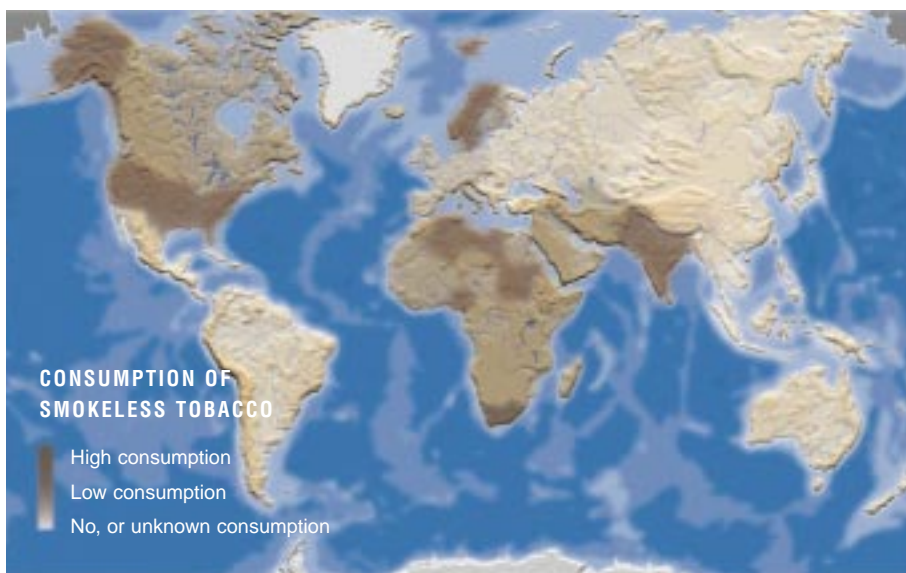 CONSUMPTION OF
SMOKELESS TOBACCO
High consumption
Low consumption
No, or unknown consumption